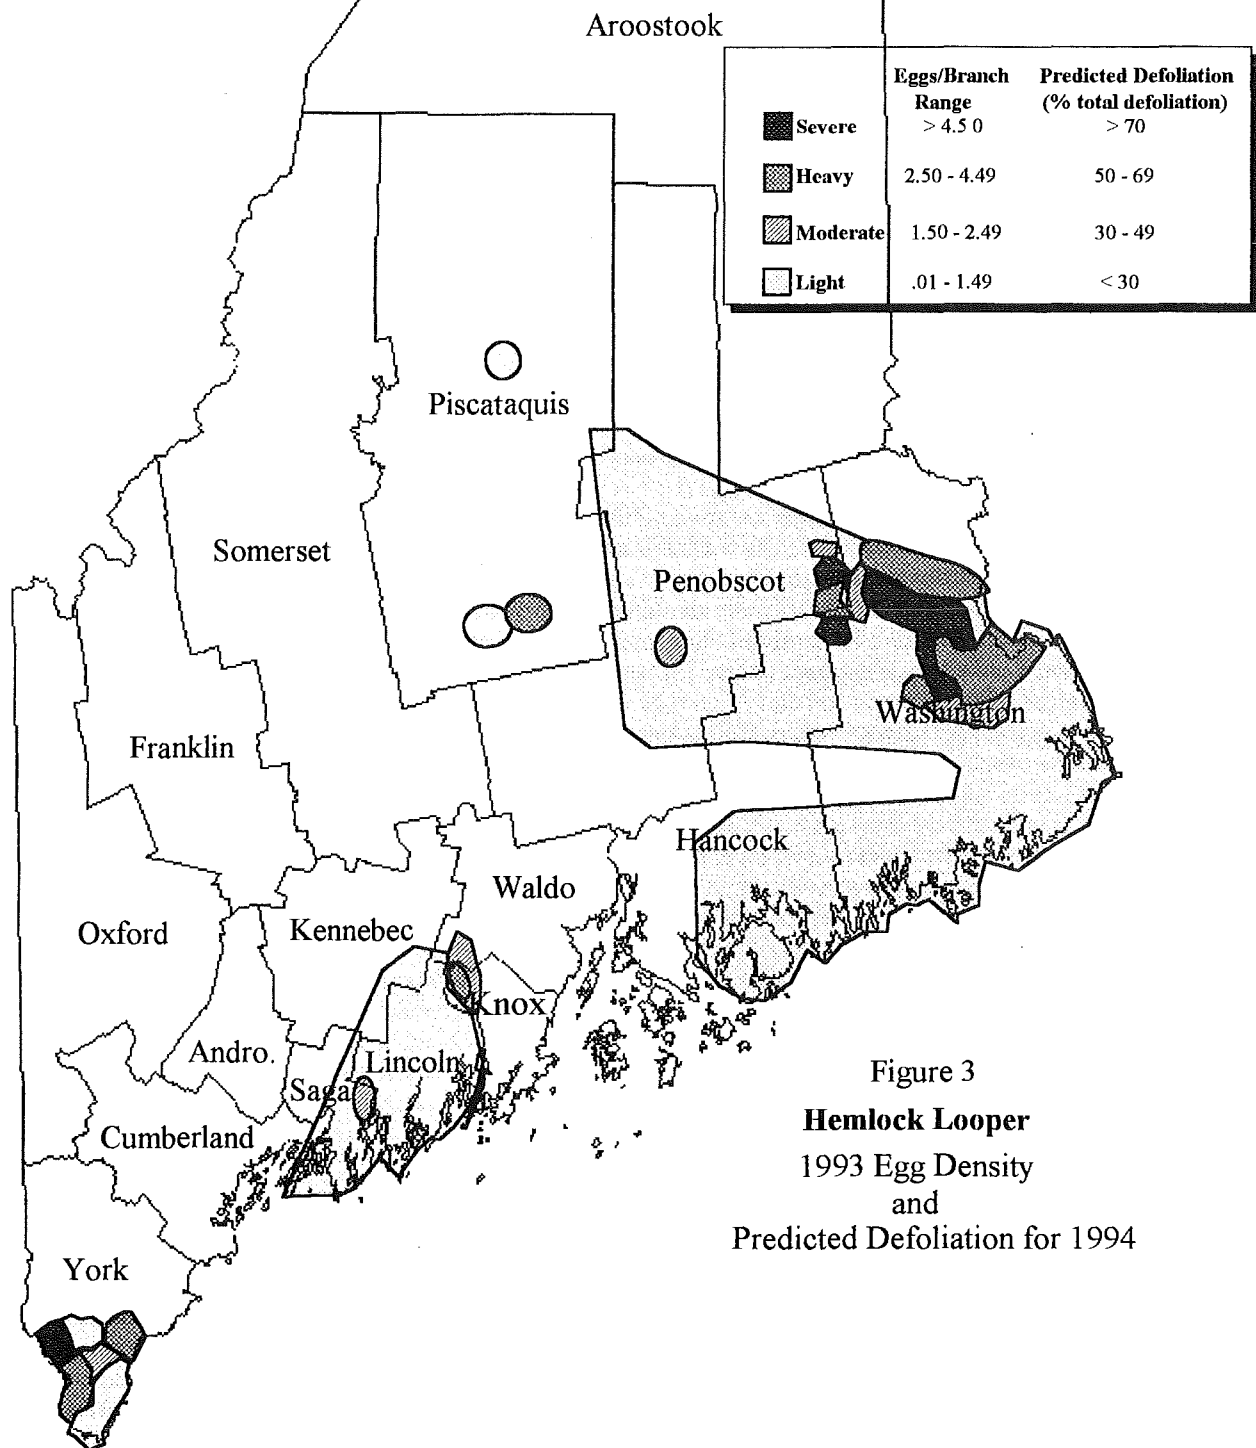 Aroostook
Eggs/Branch Predicted Defoliation
Range (% total defoliation)
Severe > 4.5 0 > 70
Heavy 2.50 - 4.49 50 - 69
Moderate 1.50 - 2.49 30 - 49
Light .01 - 1.49 < 30
Piscataquis
Somerset
Penobscot
Washington
Franklin
Hancock
Waldo
Oxford
Kennebec
Knox
Andro.
Lincoln
Saga
Cumberland
York
Figure 3
Hemlock Looper
1993 Egg Density
and
Predicted Defoliation for 1994